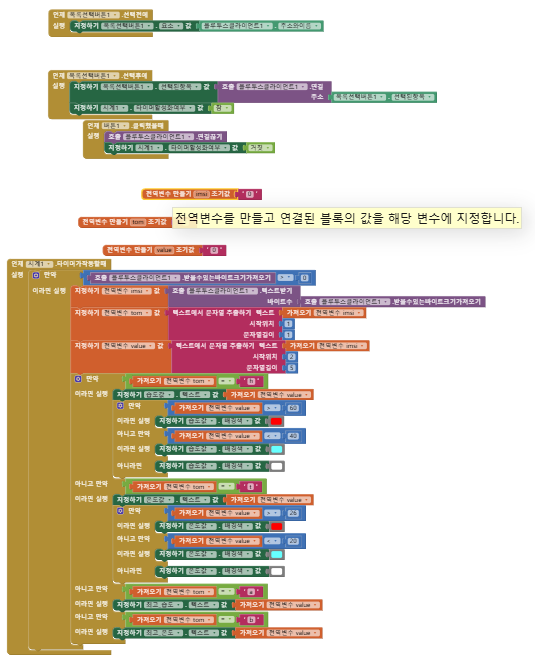 언제 목록선택버튼1 .선택전에
실행 지정하기 목록선택버튼1 . 요소 값 블루투스클라이언트1 . 주소와이름
언제 목록선택버튼1 .선택후에
실행 지정하기 목록선택버튼1 . 선택된항목 값 호출 블루투스클라이언트1 .연결
주소 목록선택버튼1 . 선택된항목
지정하기 시계1 . 타이머활성화여부 값 참
언제 버튼1 .클릭했을때
실행 호출 블루투스클라이언트1 .연결끊기
지정하기 시계1 . 타이머활성화여부 값 거짓
전역변수 만들기 imsi 초기값 " 0 "
전역변수를 만들고 연결된 블록의 값을 해당 변수에 지정합니다.
전역변수 만들기 tom 초기값
전역변수 만들기 value 초기값 " 0 "
언제 시계1 .타이머가작동할때
실행 만약 호출 블루투스클라이언트1 .받을수있는바이트크기가져오기 > 0
이라면 실행 지정하기 전역변수 imsi 값 호출 블루투스클라이언트1 .텍스트받기
바이트수 호출 블루투스클라이언트1 .받을수있는바이트크기가져오기
지정하기 전역변수 tom 값 텍스트에서 문자열 추출하기 텍스트 가져오기 전역변수 imsi
시작위치 1
문자열길이 1
지정하기 전역변수 value 값 텍스트에서 문자열 추출하기 텍스트 가져오기 전역변수 imsi
시작위치 2
문자열길이 5
만약 가져오기 전역변수 tom = " h "
이라면 실행 지정하기 습도값 . 텍스트 값 가져오기 전역변수 value
만약 가져오기 전역변수 value > 60
이라면 실행 지정하기 습도값 . 배경색 값
아니고 만약 가져오기 전역변수 value < 40
이라면 실행 지정하기 습도값 . 배경색 값
아니라면 지정하기 습도값 . 배경색 값
아니고 만약 가져오기 전역변수 tom = " t "
이라면 실행 지정하기 온도값 . 텍스트 값 가져오기 전역변수 value
만약 가져오기 전역변수 value > 26
이라면 실행 지정하기 온도값 . 배경색 값
아니고 만약 가져오기 전역변수 value < 20
이라면 실행 지정하기 온도값 . 배경색 값
아니라면 지정하기 온도값 . 배경색 값
아니고 만약 가져오기 전역변수 tom = " a "
이라면 실행 지정하기 최고_습도 . 텍스트 값 가져오기 전역변수 value
아니고 만약 가져오기 전역변수 tom = " b "
이라면 실행 지정하기 최고_온도 . 텍스트 값 가져오기 전역변수 value